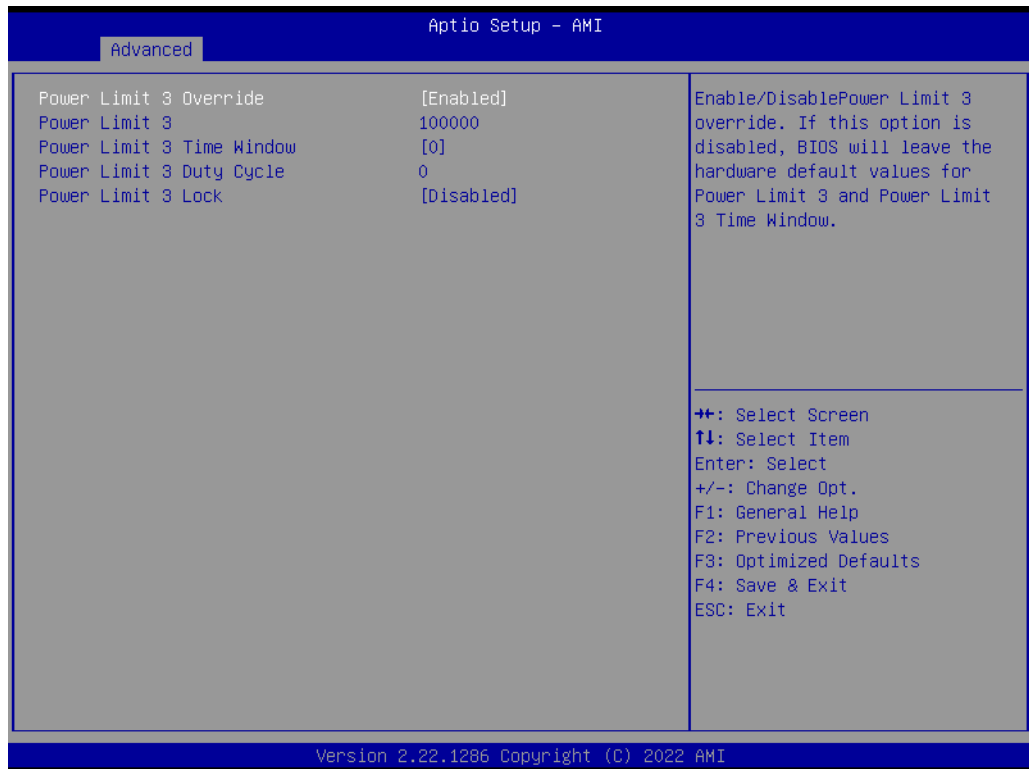 Aptio Setup – AMI
Advanced
Power Limit 3 Override [Enabled]
Power Limit 3 100000
Power Limit 3 Time Window [0]
Power Limit 3 Duty Cycle 0
Power Limit 3 Lock [Disabled]
Enable/DisablePower Limit 3
override. If this option is
disabled, BIOS will leave the
hardware default values for
Power Limit 3 and Power Limit
3 Time Window.
→←: Select Screen
↑↓: Select Item
Enter: Select
+/-: Change Opt.
F1: General Help
F2: Previous Values
F3: Optimized Defaults
F4: Save & Exit
ESC: Exit
Version 2.22.1286 Copyright (C) 2022 AMI